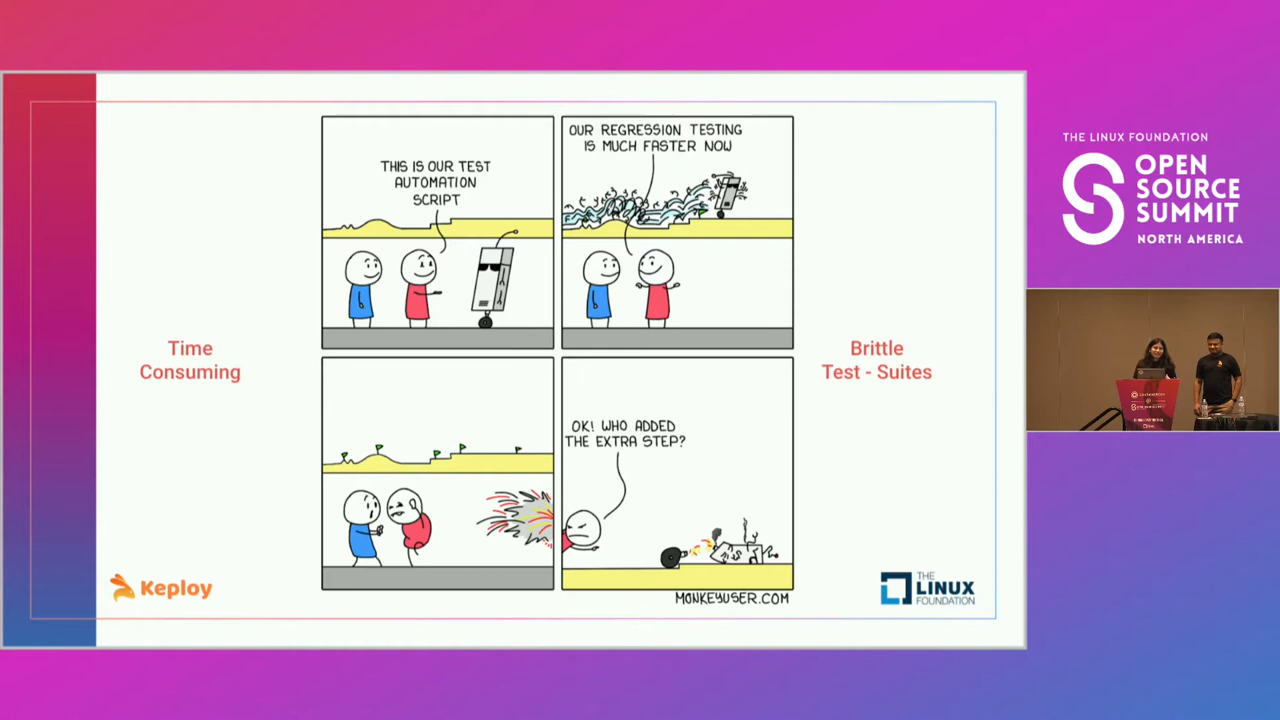 THIS IS OUR TEST
AUTOMATION
SCRIPT
OUR REGRESSION TESTING
IS MUCH FASTER NOW
Time
Consuming
Brittle
Test - Suites
OK! WHO ADDED
THE EXTRA STEP?
MONKEYUSER.COM
Keploy
THE
LINUX
FOUNDATION
THE LINUX FOUNDATION
OPEN
SOURCE
SUMMIT
NORTH AMERICA